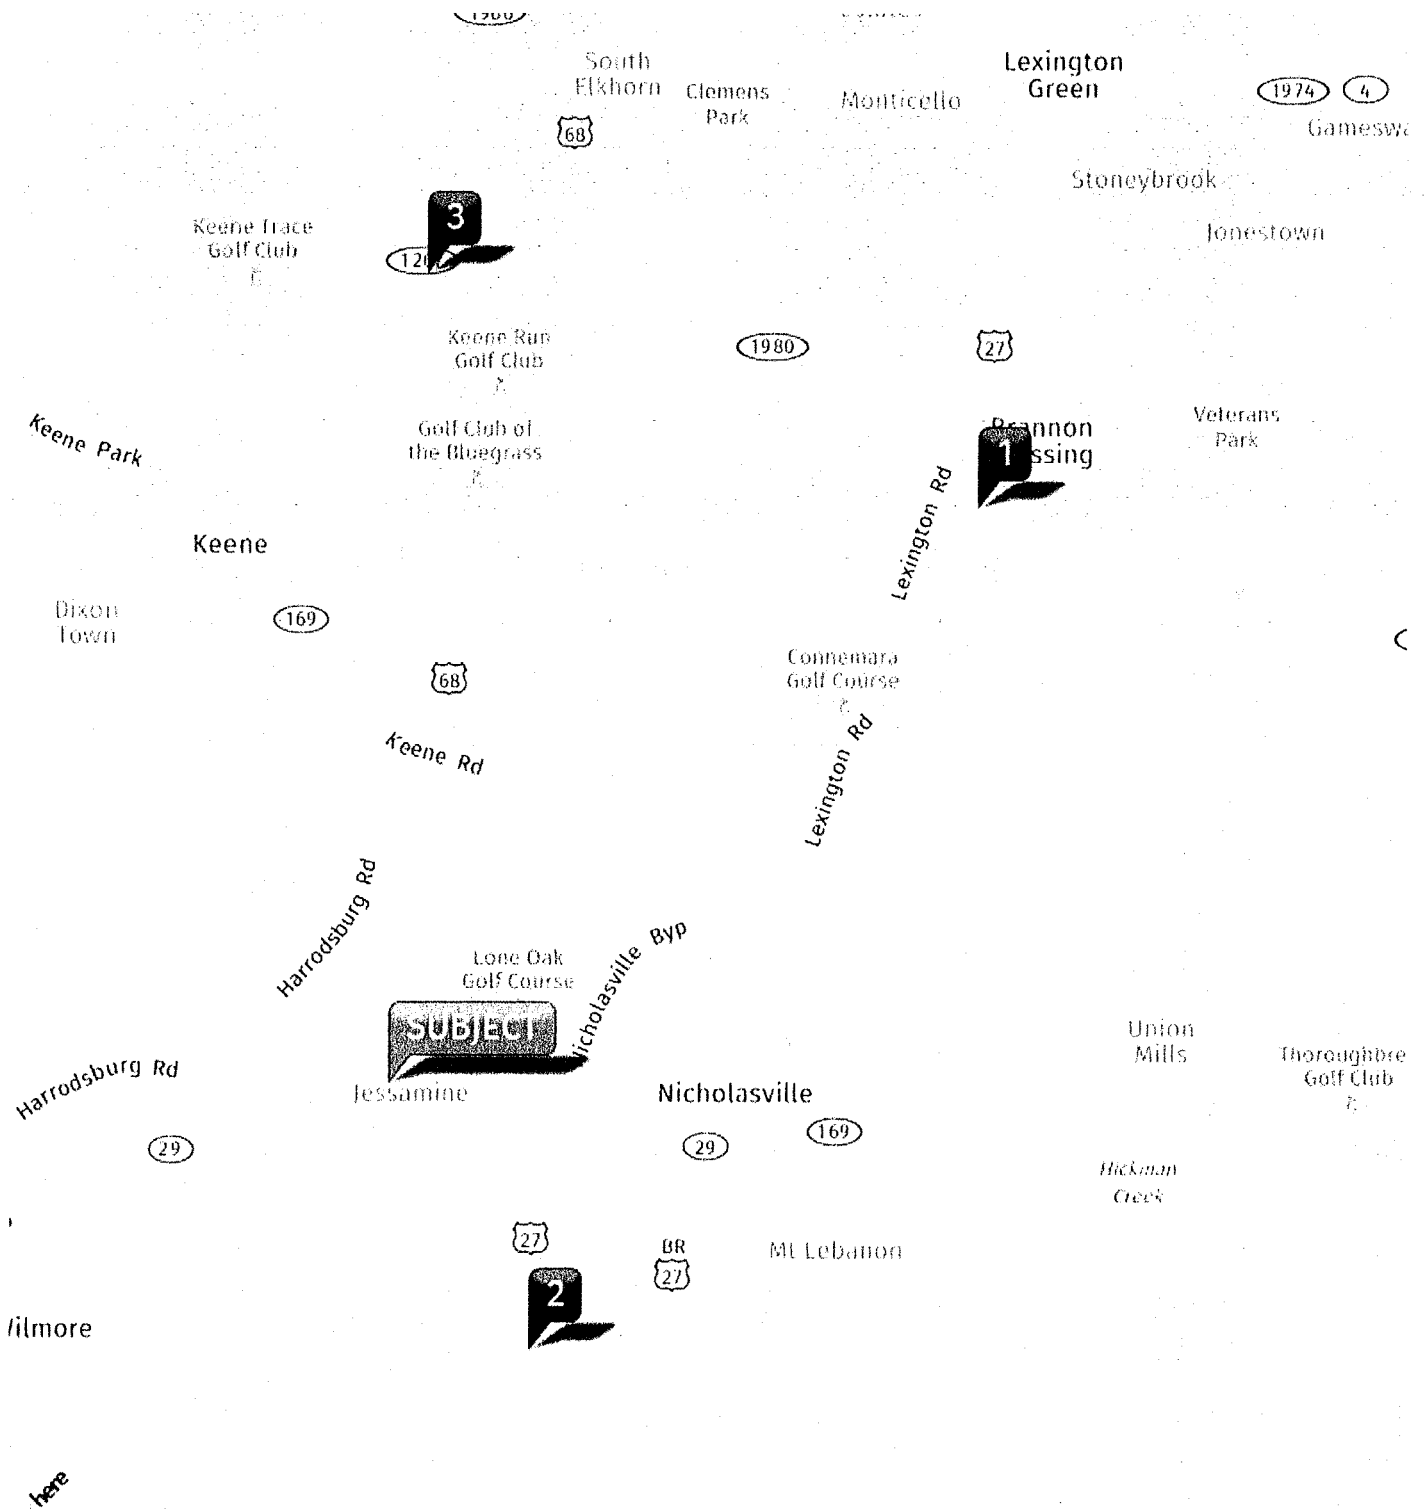 South
Elkhorn
Clemens
Park
Monticello
Lexington
Green
1974
4
68
Stoneybrook
Jonestown
3
Keene Trace
Golf Club
Keene Run
Golf Club
1980
27
Golf Club of
the Bluegrass
Keene Park
Brannon
1
Veterans
Park
Lexington Rd
Keene
Dixon
Town
169
68
Connemara
Golf Course
Keene Rd
Lexington Rd
Harrodsburg Rd
Nicholasville Byp
Lone Oak
Golf Course
SUBJECT
Harrodsburg Rd
Jessamine
Nicholasville
Union
Mills
Golf Club
29
29
169
Hickman
Creek
27
BR
27
Mt Lebanon
2
here